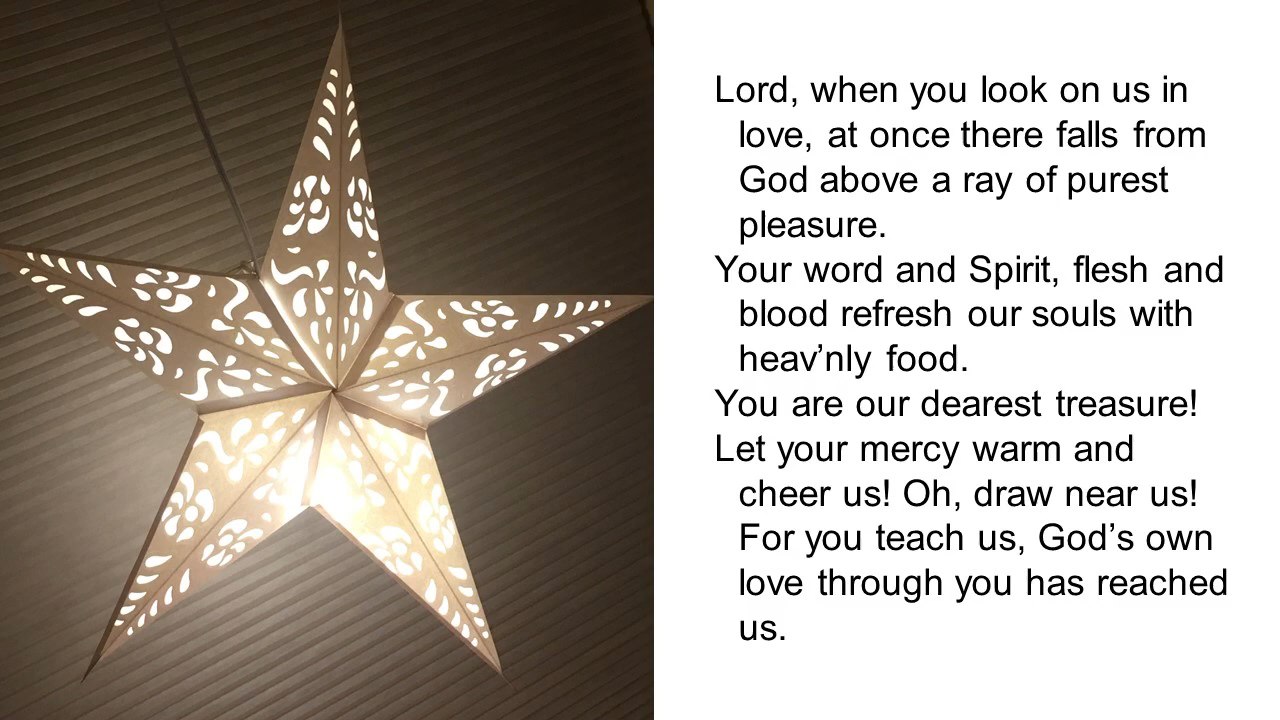 Lord, when you look on us in
love, at once there falls from
God above a ray of purest
pleasure.
Your word and Spirit, flesh and
blood refresh our souls with
heav’nly food.
You are our dearest treasure!
Let your mercy warm and
cheer us! Oh, draw near us!
For you teach us, God’s own
love through you has reached
us.